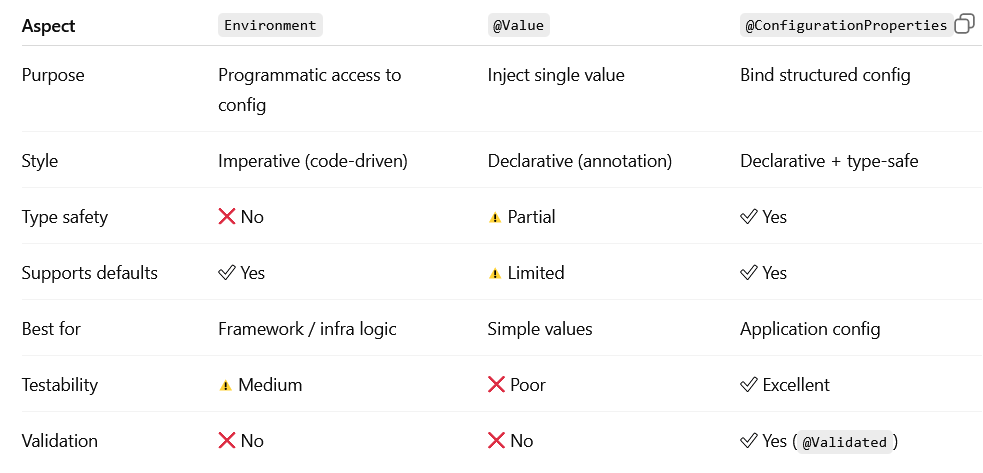 Aspect Environment @Value @ConfigurationProperties
Purpose Programmatic access to Inject single value Bind structured config
config
Style Imperative (code-driven) Declarative (annotation) Declarative + type-safe
Type safety ❌ No ⚠️ Partial ✅ Yes
Supports defaults ✅ Yes ⚠️ Limited ✅ Yes
Best for Framework / infra logic Simple values Application config
Testability ⚠️ Medium ❌ Poor ✅ Excellent
Validation ❌ No ❌ No ✅ Yes (@Validated)